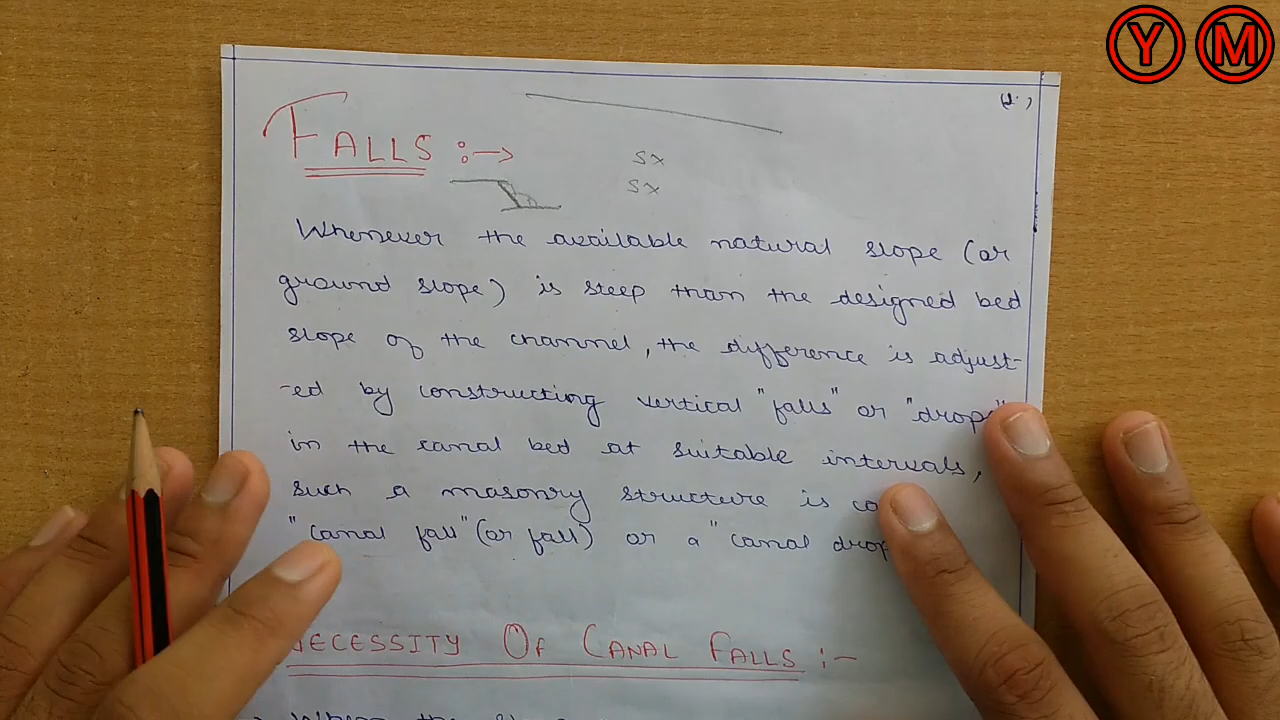 Y M
(1.)
FALLS :→
SX
SX
Whenever the available natural slope (or
ground slope) is steep than the designed bed
slope of the channel, the difference is adjust-
-ed by constructing vertical "falls" or "drops"
in the canal bed at suitable intervals,
such a masonry structure is
"canal fall" (or fall) or a "canal drop
NECESSITY OF CANAL FALLS :-